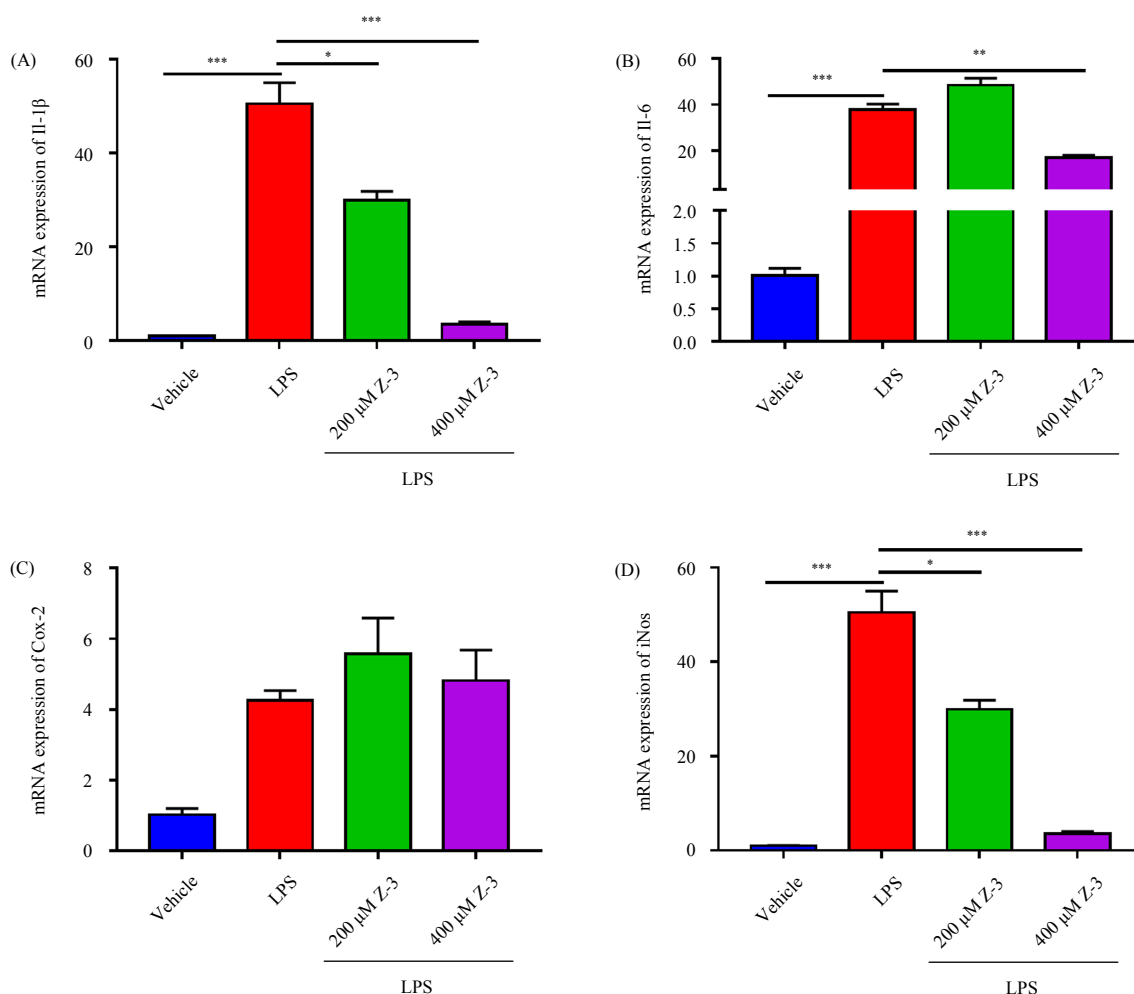 (A)
mRNA expression of Il-1β
60
40
20
0
***
*
***
Vehicle
LPS
200 µM Z-3
400 µM Z-3
LPS
(B)
mRNA expression of Il-6
60
40
20
2.0
1.5
1.0
0.5
0.0
***
**
Vehicle
LPS
200 µM Z-3
400 µM Z-3
LPS
(C)
mRNA expression of Cox-2
8
6
4
2
0
Vehicle
LPS
200 µM Z-3
400 µM Z-3
LPS
(D)
mRNA expression of iNos
60
40
20
0
***
*
***
Vehicle
LPS
200 µM Z-3
400 µM Z-3
LPS